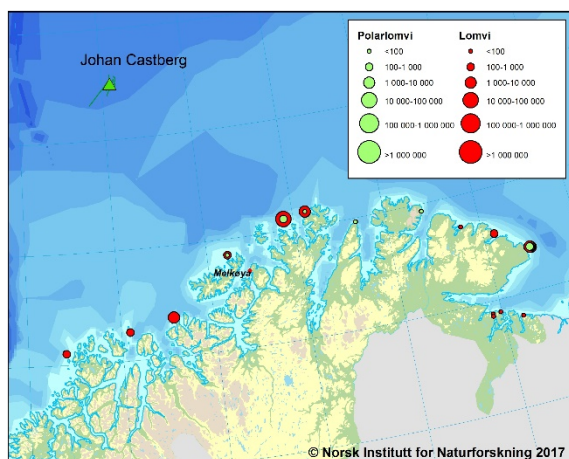 Johan Castberg
Polarlomvi Lomvi
<100 <100
100-1 000 100-1 000
1 000-10 000 1 000-10 000
10 000-100 000 10 000-100 000
100 000-1 000 000 100 000-1 000 000
>1 000 000 >1 000 000
Melkøya
© Norsk Institutt for Naturforskning 2017